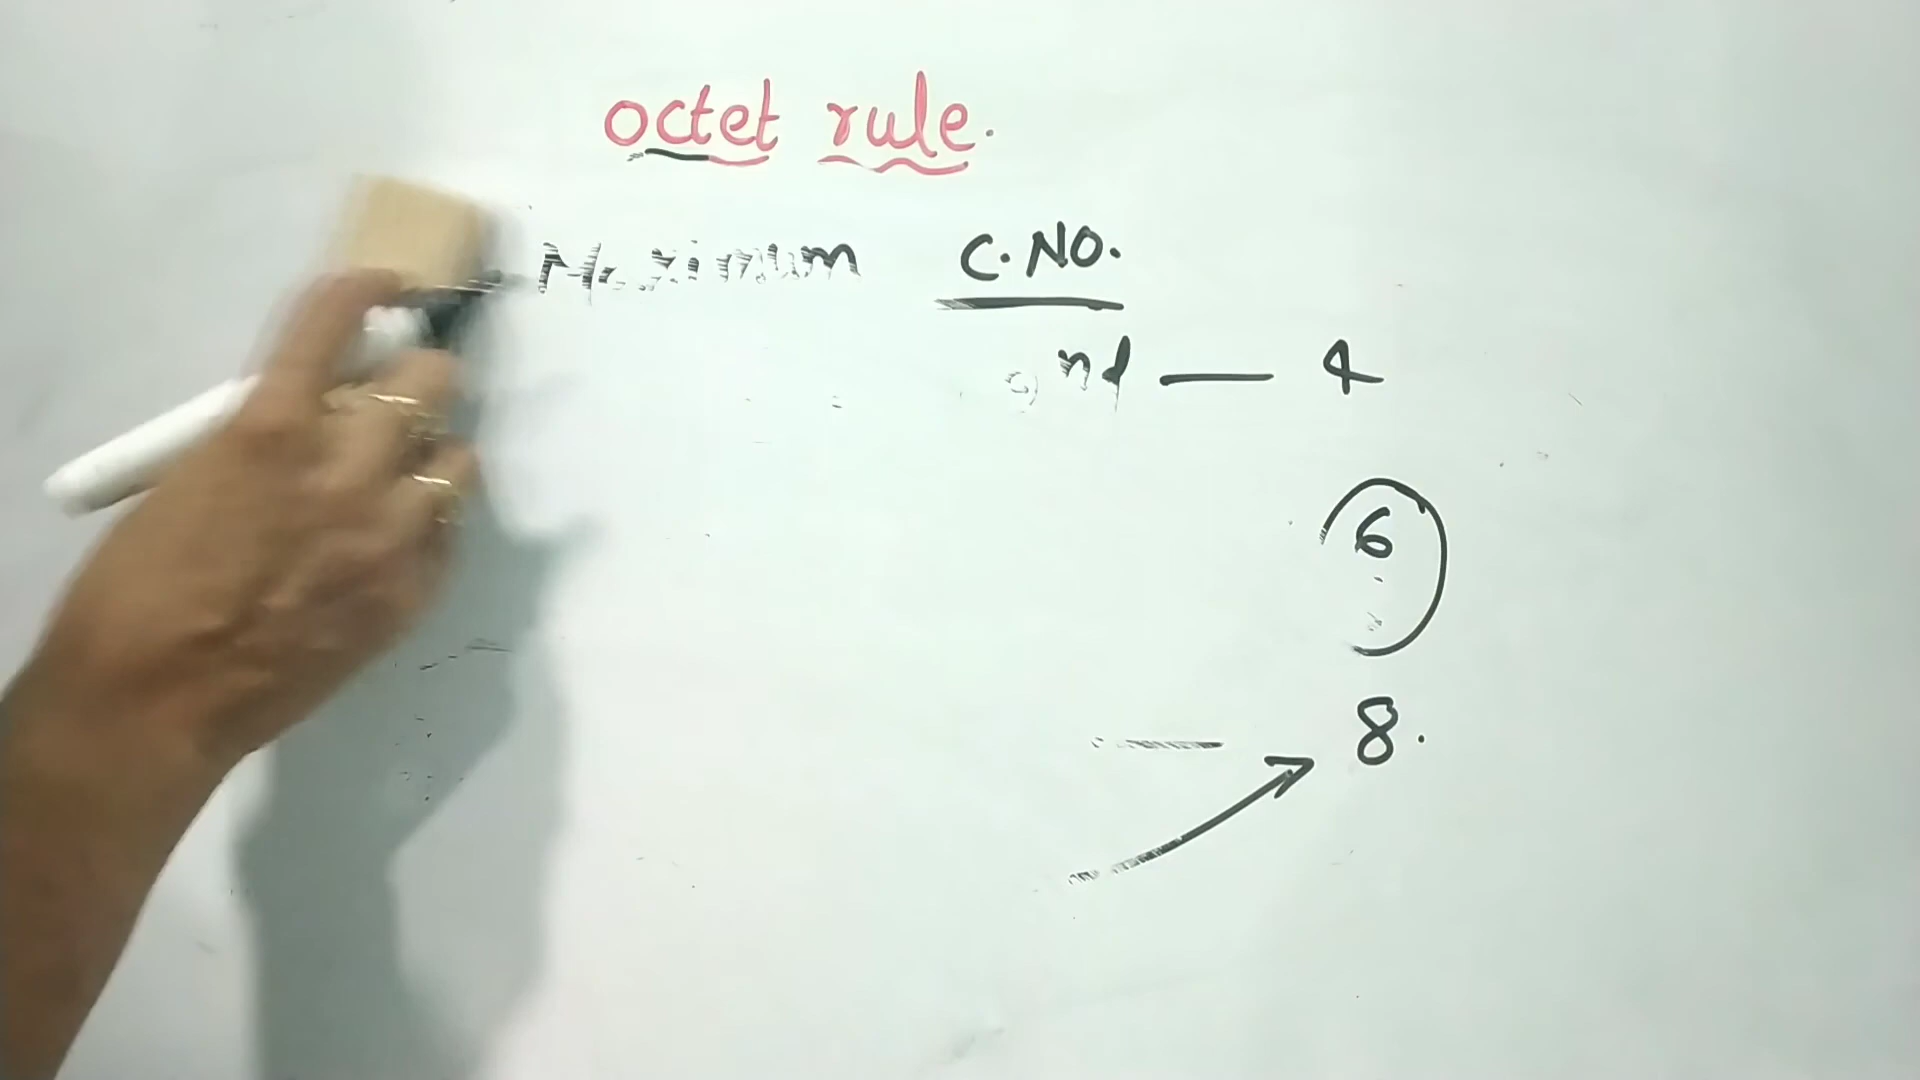 octet rule.
Maximum C.NO.
nd — 4
6
8.